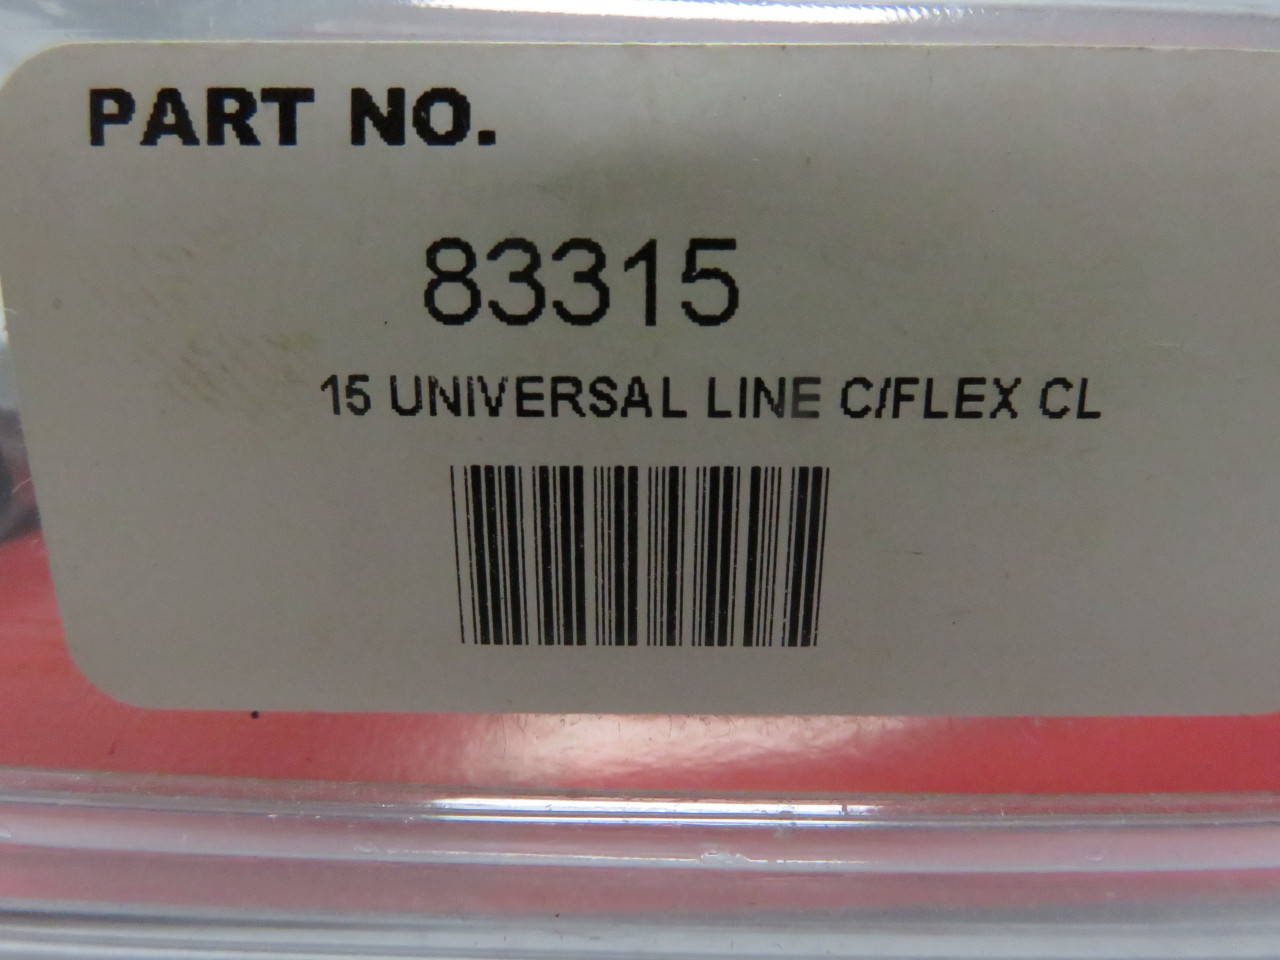 PART NO.
83315
15 UNIVERSAL LINE C/FLEX CL